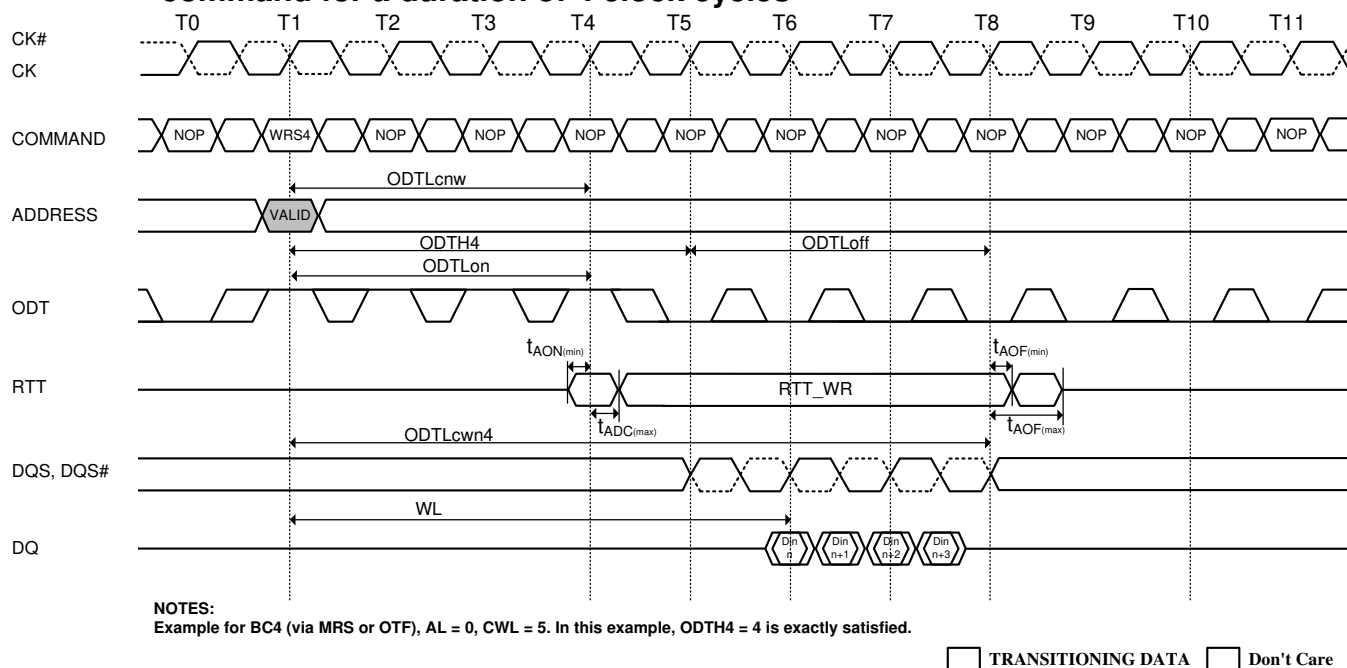 command for a duration of 4 clock cycles
T0 T1 T2 T3 T4 T5 T6 T7 T8 T9 T10 T11
CK#
CK
COMMAND NOP WRS4 NOP NOP NOP NOP NOP NOP NOP NOP NOP NOP
ODTLcnw
ADDRESS VALID
ODTH4 ODTLoff
ODTLon
ODT
tAON(min) tAOF(min)
RTT RTT_WR
tADC(max) tAOF(max)
ODTLcwn4
DQS, DQS#
WL
DQ Din n Din n+1 Din n+2 Din n+3
NOTES:
Example for BC4 (via MRS or OTF), AL = 0, CWL = 5. In this example, ODTH4 = 4 is exactly satisfied.
TRANSITIONING DATA Don't Care